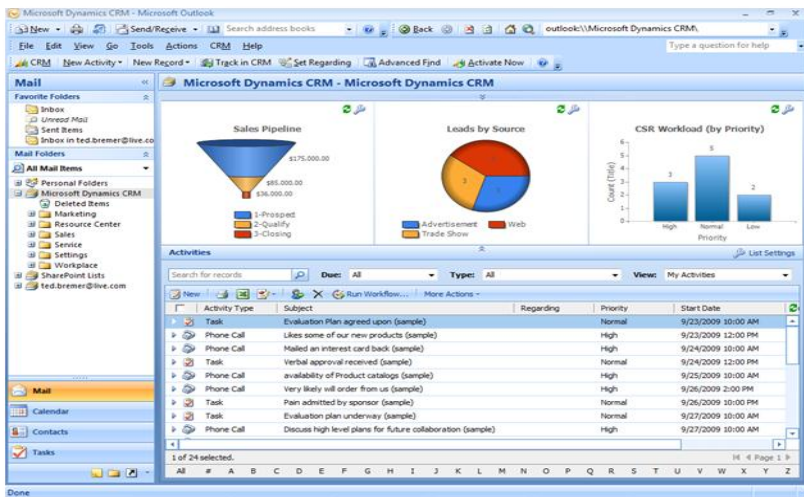 Microsoft Dynamics CRM - Microsoft Outlook
New Send/Receive Search address books Back outlook:\\Microsoft Dynamics CRM\
File Edit View Go Tools Actions CRM Help Type a question for help
CRM New Activity New Record Track in CRM Set Regarding Advanced Find Activate Now
Mail
Favorite Folders
Inbox
Unread Mail
Sent Items
Inbox in ted.bremer@live.co
Mail Folders
All Mail Items
Personal Folders
Microsoft Dynamics CRM
Deleted Items
Marketing
Resource Center
Sales
Service
Settings
Workplace
SharePoint Lists
ted.bremer@live.com
Mail
Calendar
Contacts
Tasks
Microsoft Dynamics CRM - Microsoft Dynamics CRM
Sales Pipeline
$175.000.00
$85.000.00
$36.000.00
1-Prospect
2-Qualify
3-Closing
Leads by Source
3
Advertisement Web
Trade Show
CSR Workload (by Priority)
Count (Title)
6
5
4
3
2
1
0
3 5 2
High Normal Low
Priority
Activities List Settings
Search for records Due: All Type: All View: My Activities
New Run Workflow... More Actions
Activity Type Subject Regarding Priority Start Date
Task Evaluation Plan agreed upon (sample) Normal 9/23/2009 10:00 AM
Phone Call Likes some of our new products (sample) High 9/23/2009 12:00 PM
Phone Call Mailed an interest card back (sample) High 9/24/2009 10:00 AM
Task Verbal approval received (sample) Normal 9/24/2009 12:00 PM
Phone Call availability of Product catalogs (sample) High 9/25/2009 10:00 AM
Phone Call Very likely will order from us (sample) High 9/26/2009 2:00 PM
Task Pain admitted by sponsor (sample) Normal 9/26/2009 10:00 PM
Task Evaluation plan underway (sample) Normal 9/27/2009 10:00 AM
Phone Call Discuss high level plans for future collaboration (sample) High 9/27/2009 10:00 AM
1 of 24 selected. Page 1
All # A B C D E F G H I J K L M N O P Q R S T U V W X Y Z
Done